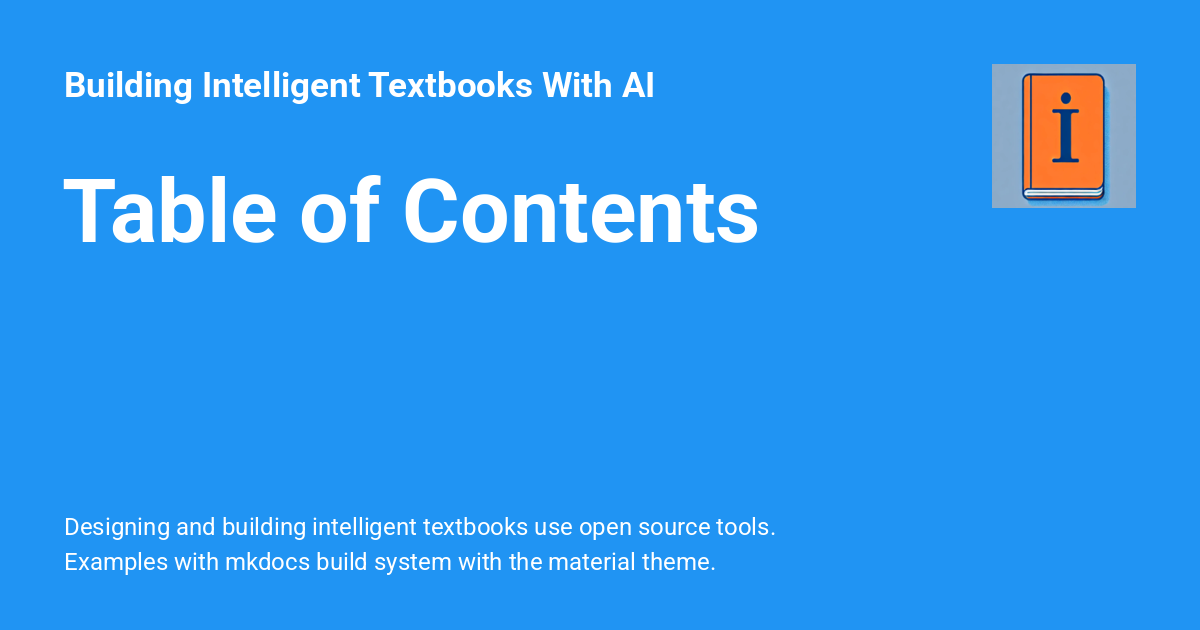 Building Intelligent Textbooks With AI
Table of Contents
i
Designing and building intelligent textbooks use open source tools.
Examples with mkdocs build system with the material theme.